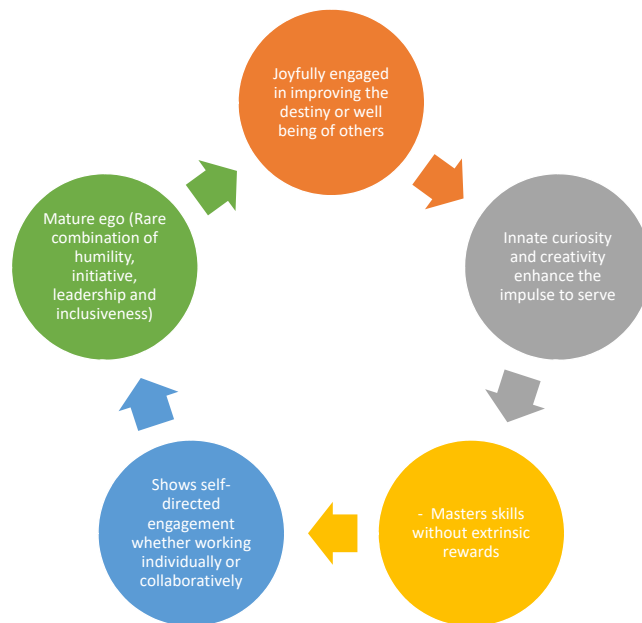 Joyfully engaged
in improving the
destiny or well
being of others
Innate curiosity
and creativity
enhance the
impulse to serve
- Masters skills
without extrinsic
rewards
Shows self-
directed
engagement
whether working
individually or
collaboratively
Mature ego (Rare
combination of
humility,
initiative,
leadership and
inclusiveness)